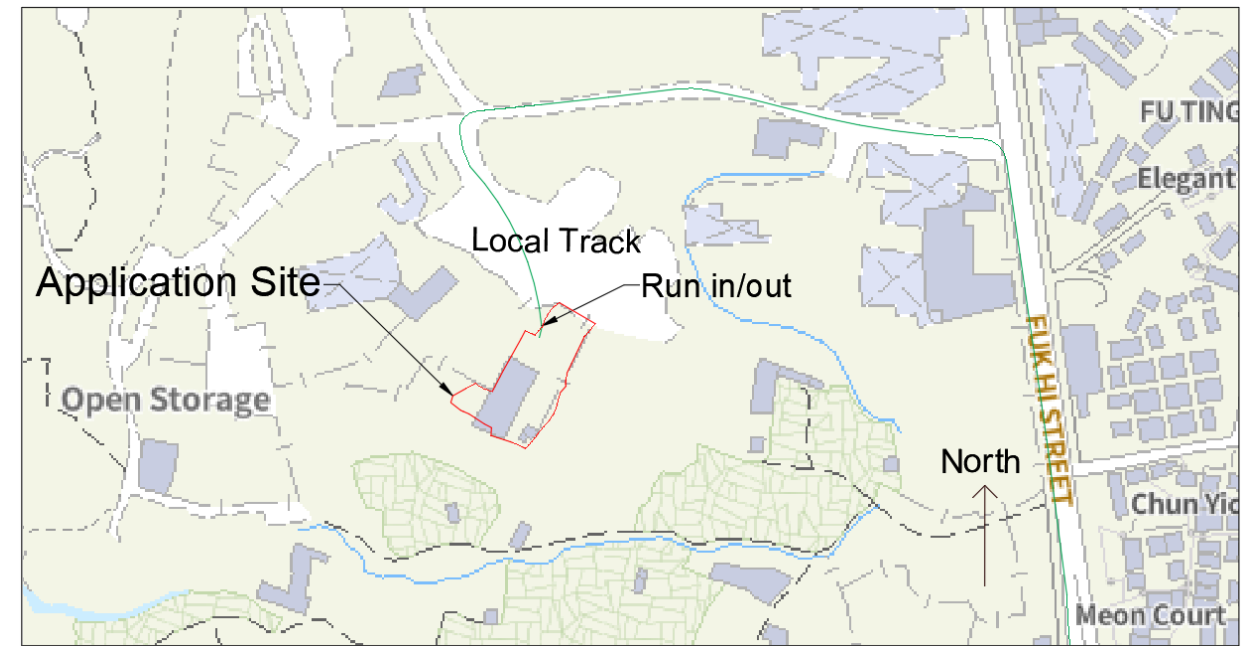 FU TING
Elegant
Local Track
Application Site
Run in/out
FUK HI STREET
Open Storage
North
Chun Yic
Meon Court